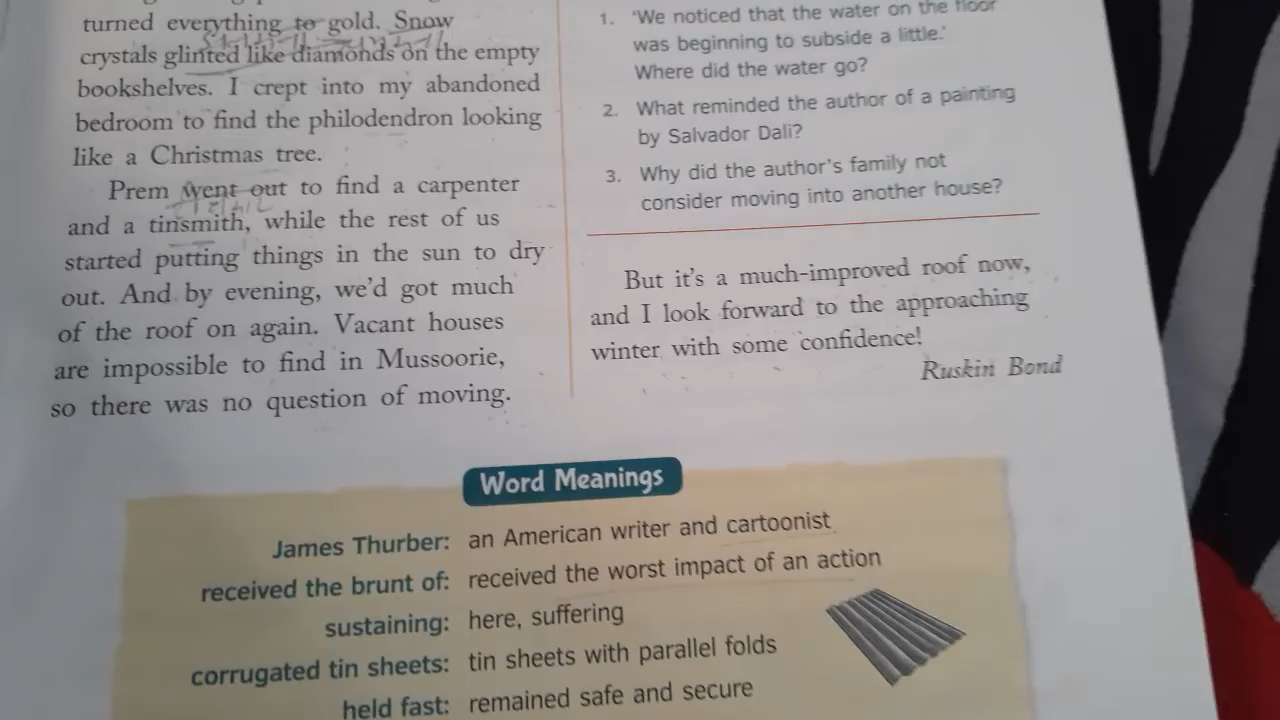 turned everything to gold. Snow
crystals glinted like diamonds on the empty
bookshelves. I crept into my abandoned
bedroom to find the philodendron looking
like a Christmas tree.
Prem went out to find a carpenter
and a tinsmith, while the rest of us
started putting things in the sun to dry
out. And by evening, we'd got much
of the roof on again. Vacant houses
are impossible to find in Mussoorie,
so there was no question of moving.
1. 'We noticed that the water on the floor
was beginning to subside a little.'
Where did the water go?
2. What reminded the author of a painting
by Salvador Dali?
3. Why did the author's family not
consider moving into another house?
But it's a much-improved roof now,
and I look forward to the approaching
winter with some confidence!
Ruskin Bond
Word Meanings
James Thurber: an American writer and cartoonist
received the brunt of: received the worst impact of an action
sustaining: here, suffering
corrugated tin sheets: tin sheets with parallel folds
held fast: remained safe and secure